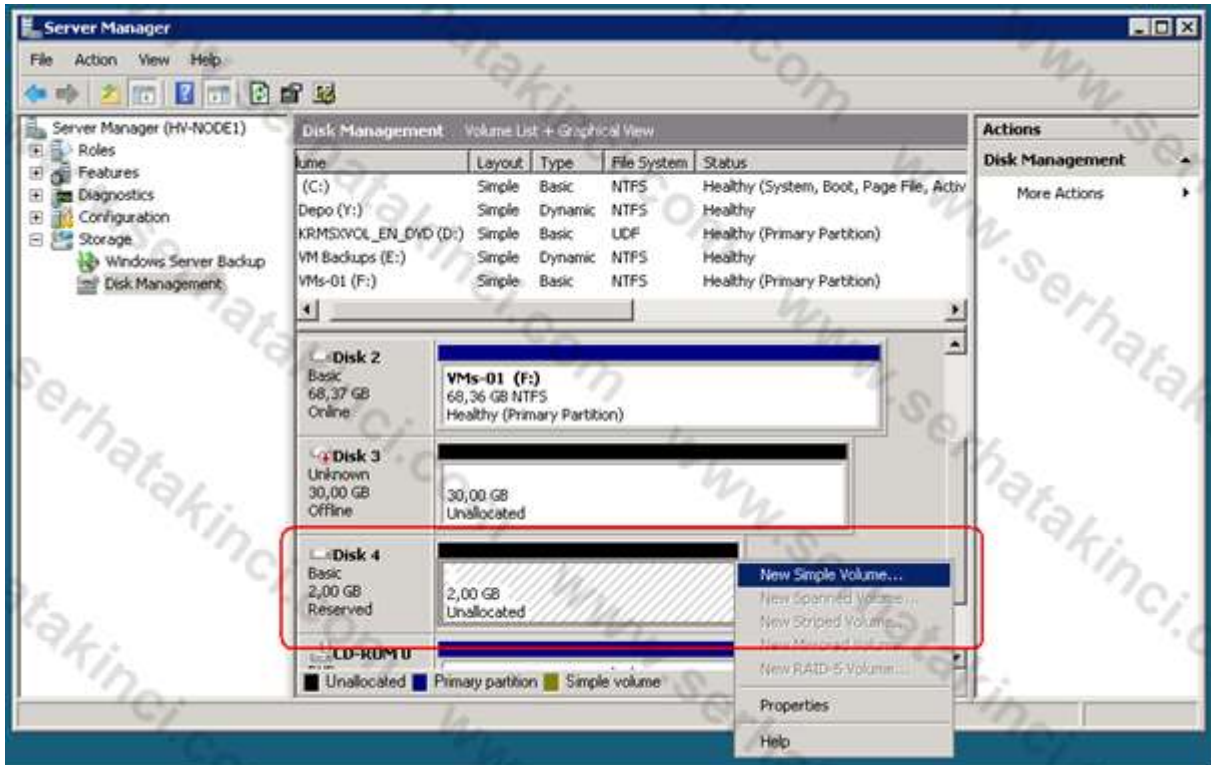 Server Manager
File Action View Help
Server Manager (HV-NODE1)
Roles
Features
Diagnostics
Configuration
Storage
Windows Server Backup
Disk Management
Disk Management Volume List + Graphical View
lume Layout Type File System Status
(C:) Simple Basic NTFS Healthy (System, Boot, Page File, Activ
Depo (Y:) Simple Dynamic NTFS Healthy
KRMSXVOL_EN_DVD (D:) Simple Basic UDF Healthy (Primary Partition)
VM Backups (E:) Simple Dynamic NTFS Healthy
VMs-01 (F:) Simple Basic NTFS Healthy (Primary Partition)
Disk 2
Basic
68,37 GB
Online
VMs-01 (F:)
68,36 GB NTFS
Healthy (Primary Partition)
Disk 3
Unknown
30,00 GB
Offline
30,00 GB
Unallocated
Disk 4
Basic
2,00 GB
Reserved
2,00 GB
Unallocated
CD-ROM 0
Unallocated Primary partition Simple volume
New Simple Volume...
New Spanned Volume...
New Striped Volume...
New Mirrored Volume...
New RAID-5 Volume...
Properties
Help
Actions
Disk Management
More Actions
www.serhatakinci.com